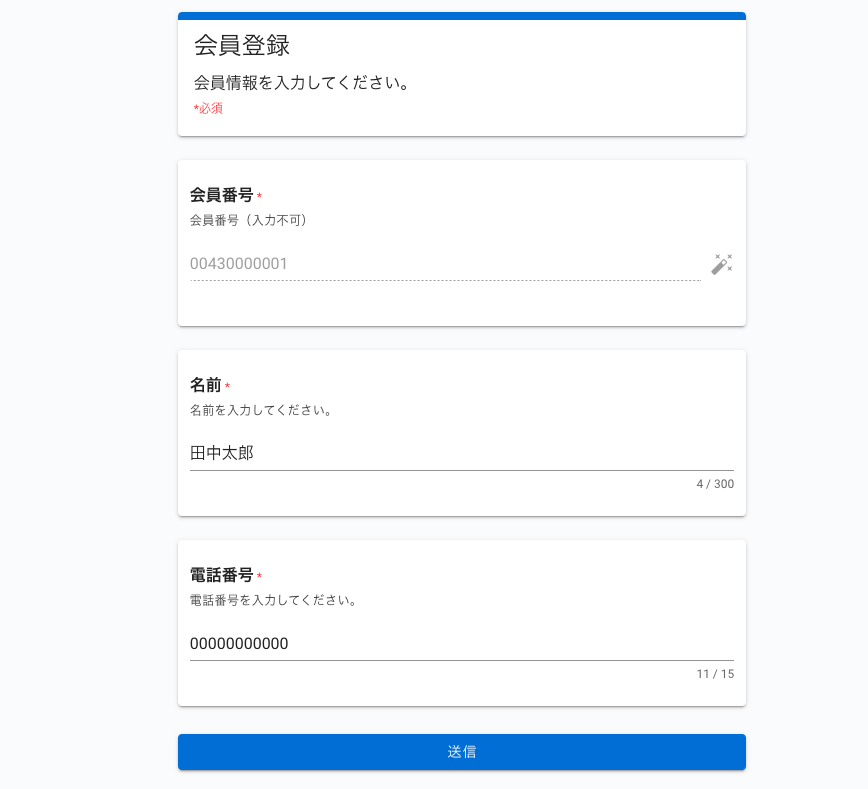 会員登録
会員情報を入力してください。
*必須
会員番号 *
会員番号（入力不可）
00430000001
名前 *
名前を入力してください。
田中太郎
4 / 300
電話番号 *
電話番号を入力してください。
00000000000
11 / 15
送信